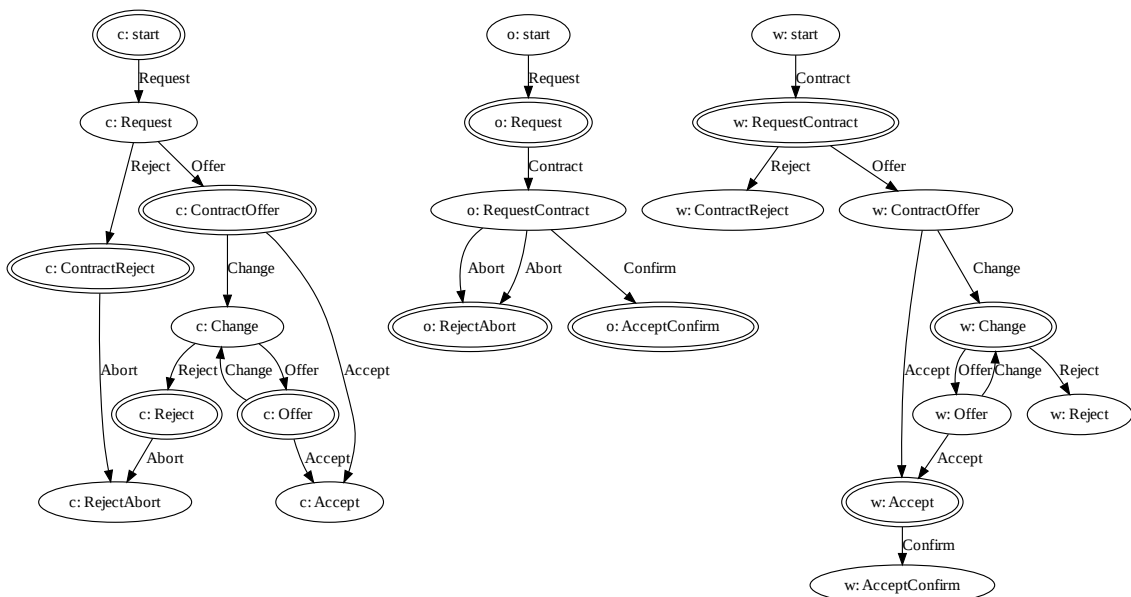 c: start
o: start
w: start
Request
Request
Contract
c: Request
o: Request
w: RequestContract
Reject
Offer
Contract
Reject
Offer
c: ContractOffer
o: RequestContract
w: ContractReject
w: ContractOffer
c: ContractReject
Change
Abort
Abort
Confirm
Change
c: Change
o: RejectAbort
o: AcceptConfirm
w: Change
Abort
Reject
Change
Offer
Accept
Accept
Offer
Change
Reject
c: Reject
c: Offer
w: Offer
w: Reject
Abort
Accept
Accept
c: RejectAbort
c: Accept
w: Accept
Confirm
w: AcceptConfirm